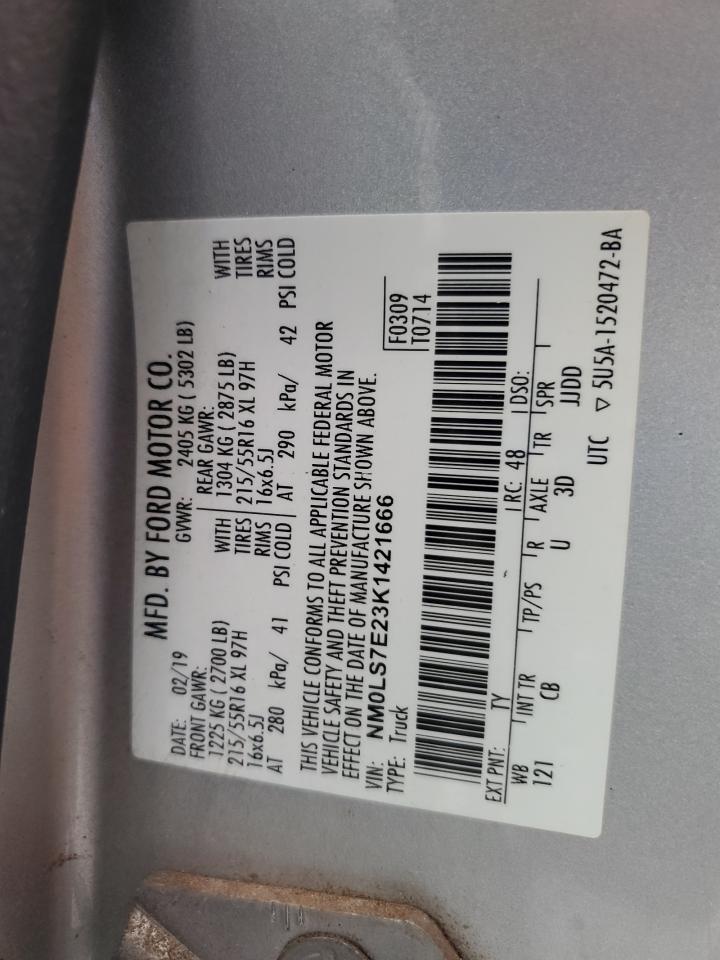 MFD. BY FORD MOTOR CO.
DATE: 02/19 GVWR: 2405 KG ( 5302 LB)
FRONT GAWR: REAR GAWR:
1225 KG ( 2700 LB) WITH 1304 KG ( 2875 LB) WITH
215/55R16 XL 97H TIRES 215/55R16 XL 97H TIRES
16x6.5J RIMS 16x6.5J RIMS
AT 280 kPa/ 41 PSI COLD AT 290 kPa/ 42 PSI COLD
THIS VEHICLE CONFORMS TO ALL APPLICABLE FEDERAL MOTOR
VEHICLE SAFETY AND THEFT PREVENTION STANDARDS IN
EFFECT ON THE DATE OF MANUFACTURE SHOWN ABOVE.
VIN: NM0LS7E23K1421666
TYPE: Truck
F0309
T0714
EXT PNT: TY RC: 48 DSO:
WB INT TR TP/PS R AXLE TR SPR
121 CB U 3D JJDD
UTC ▽ 5U5A-1520472-BA